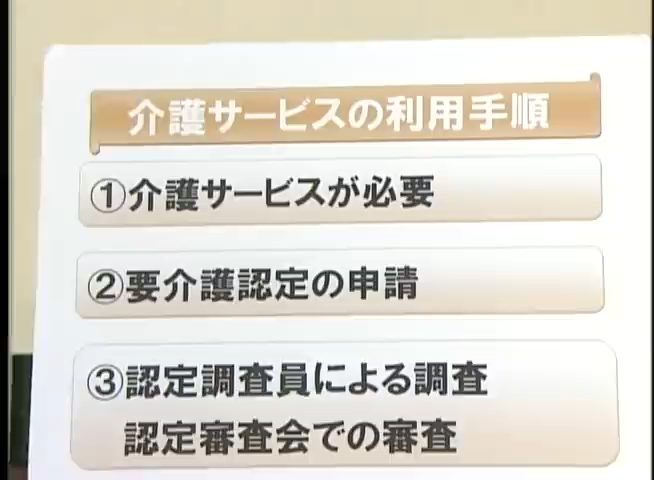 介護サービスの利用手順
①介護サービスが必要
②要介護認定の申請
③認定調査員による調査
認定審査会での審査